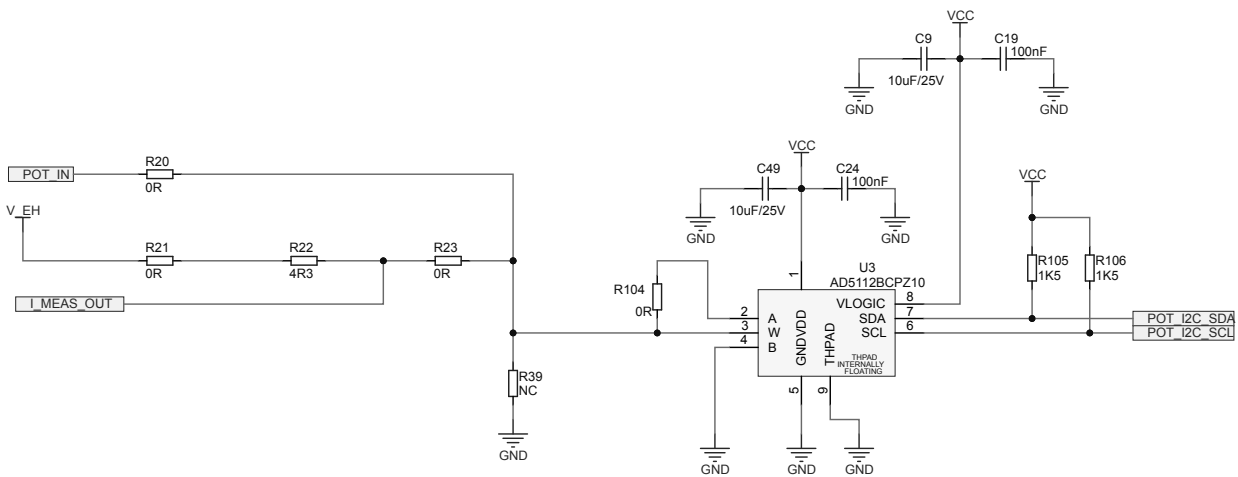 VCC
C9
C19
100nF
10uF/25V
GND
GND
VCC
R20
C49
C24
100nF
POT_IN
0R
VCC
10uF/25V
V_EH
GND
GND
R21
R22
R23
0R
4R3
0R
R105
R106
1K5
1K5
U3
AD5112BCPZ10
1
R104
0R
I_MEAS_OUT
VLOGIC
8
2
A
SDA
7
POT_I2C_SDA
3
W
SCL
6
POT_I2C_SCL
4
B
GND
VDD
THPAD
THPAD
INTERNALLY
FLOATING
R39
NC
5
9
GND
GND
GND
GND